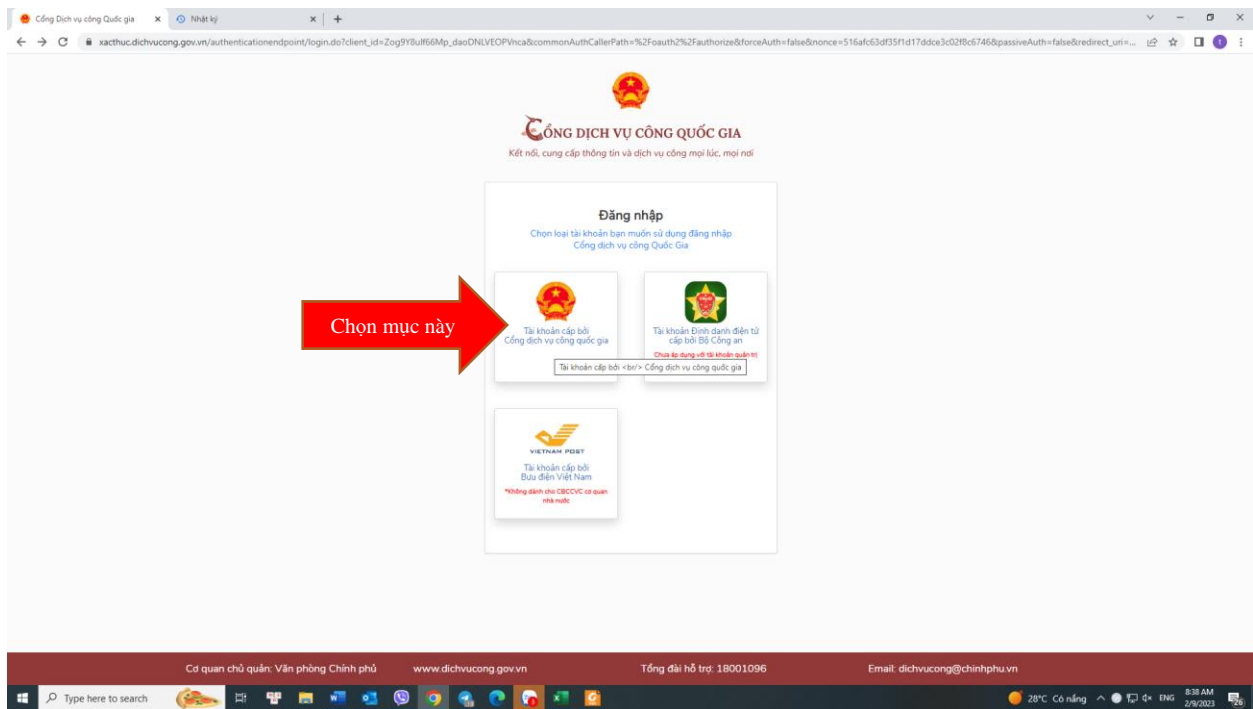 Cổng Dịch vụ công Quốc gia
Nhật ký
xacthuc.dichvucong.gov.vn/authenticationendpoint/login.do?client_id=Zog9Y8ulf66Mp_daoDNLVEOPVnca&commonAuthCallerPath=%2Foauth2%2Fauthorize&forceAuth=false&nonce=516afc63df35f1d17ddce3c02f8c6746&passiveAuth=false&redirect_uri=...
CỔNG DỊCH VỤ CÔNG QUỐC GIA
Kết nối, cung cấp thông tin và dịch vụ công mọi lúc, mọi nơi
Đăng nhập
Chọn loại tài khoản bạn muốn sử dụng đăng nhập
Cổng dịch vụ công Quốc Gia
Chọn mục này
Tài khoản cấp bởi
Cổng dịch vụ công quốc gia
Tài khoản Định danh điện tử
cấp bởi Bộ Công an
Chưa áp dụng với tài khoản quản trị
Tài khoản cấp bởi <br/> Cổng dịch vụ công quốc gia
VIETNAM POST
Tài khoản cấp bởi
Bưu điện Việt Nam
*Không dành cho CBCCVC cơ quan
nhà nước
Cơ quan chủ quản: Văn phòng Chính phủ
www.dichvucong.gov.vn
Tổng đài hỗ trợ: 18001096
Email: dichvucong@chinhphu.vn
Type here to search
28°C Có nắng
ENG
8:38 AM
2/9/2023